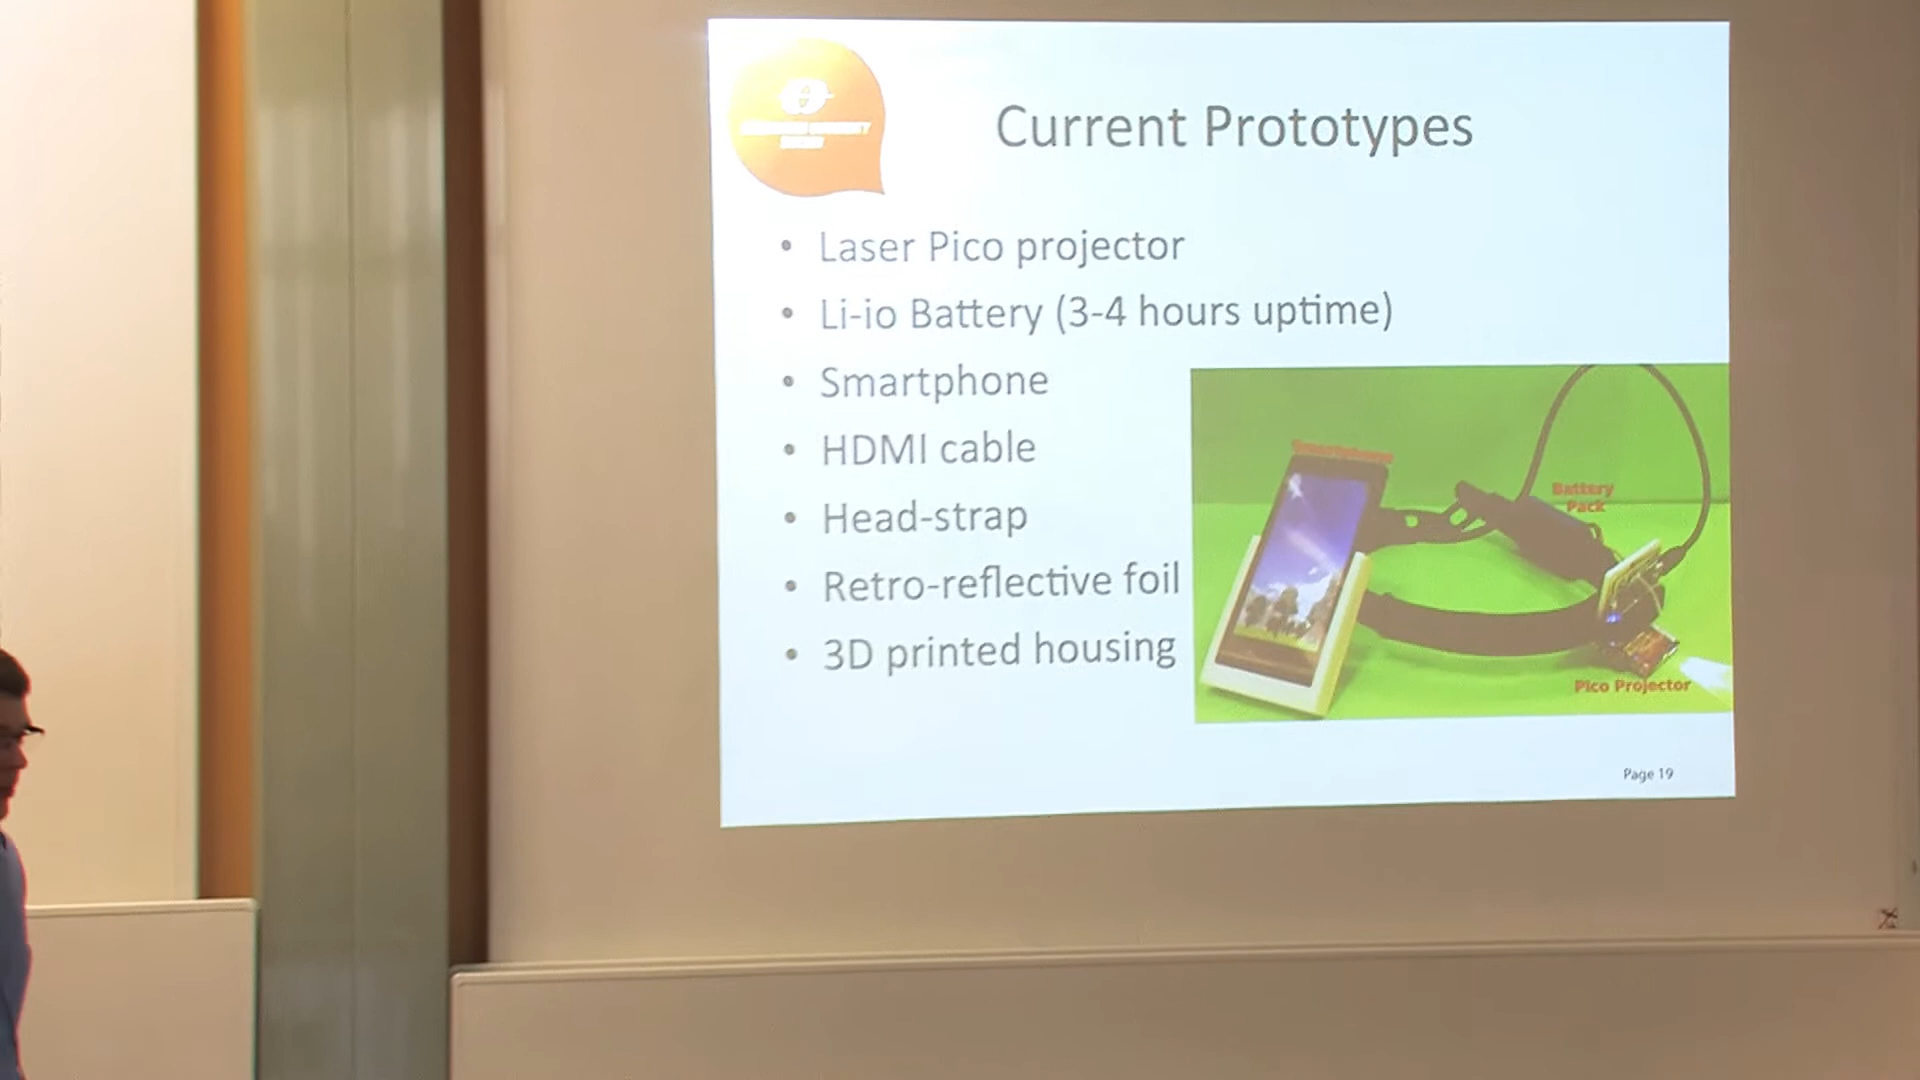 Current Prototypes
• Laser Pico projector
• Li-io Battery (3-4 hours uptime)
• Smartphone
• HDMI cable
• Head-strap
• Retro-reflective foil
• 3D printed housing
Battery
Pack
Pico Projector
Page 19